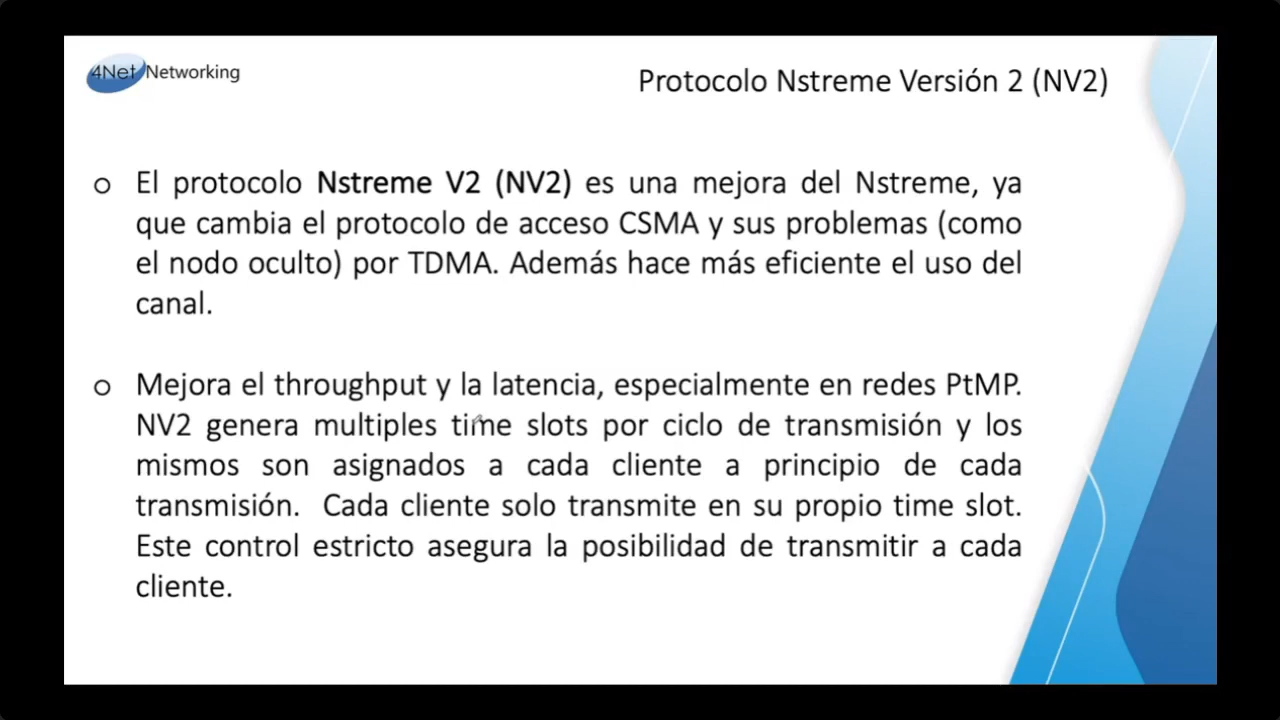 4Net Networking
Protocolo Nstreme Versión 2 (NV2)
o El protocolo Nstreme V2 (NV2) es una mejora del Nstreme, ya
que cambia el protocolo de acceso CSMA y sus problemas (como
el nodo oculto) por TDMA. Además hace más eficiente el uso del
canal.
o Mejora el throughput y la latencia, especialmente en redes PtMP.
NV2 genera multiples time slots por ciclo de transmisión y los
mismos son asignados a cada cliente a principio de cada
transmisión. Cada cliente solo transmite en su propio time slot.
Este control estricto asegura la posibilidad de transmitir a cada
cliente.